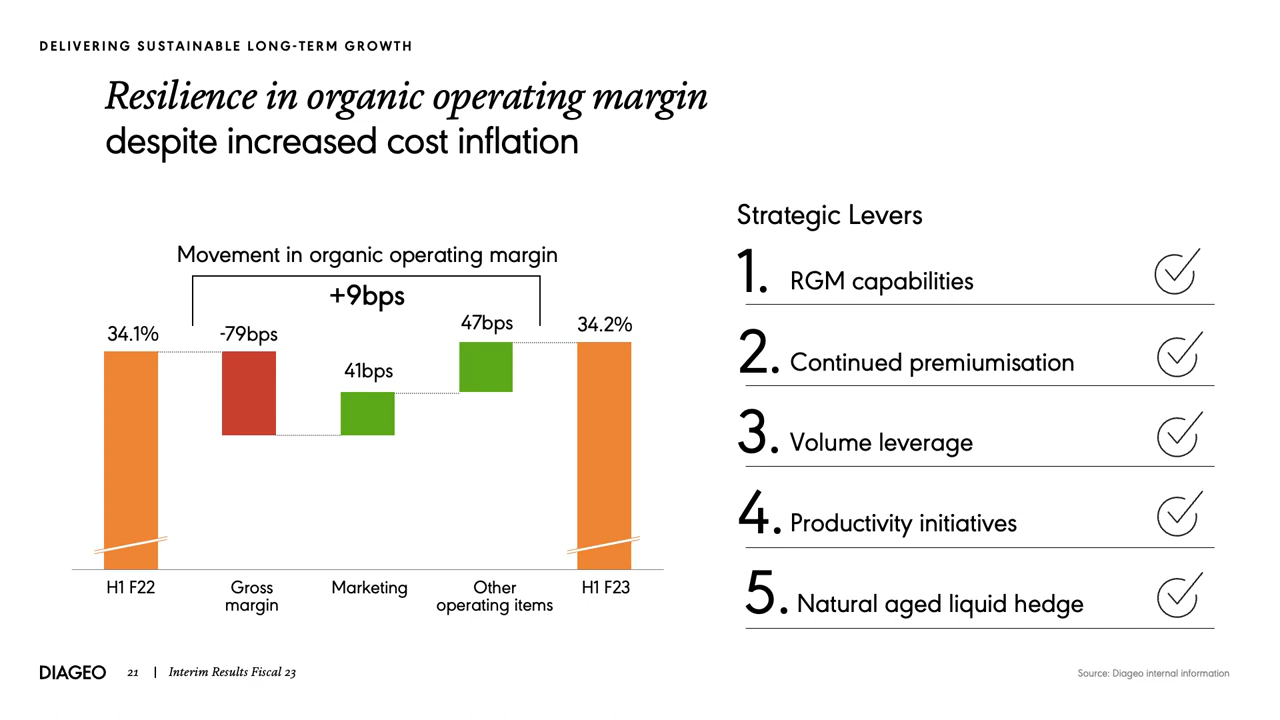 DELIVERING SUSTAINABLE LONG-TERM GROWTH
Resilience in organic operating margin
despite increased cost inflation
Movement in organic operating margin
+9bps
34.1%
-79bps
41bps
47bps
34.2%
H1 F22
Gross
margin
Marketing
Other
operating items
H1 F23
Strategic Levers
1. RGM capabilities
2. Continued premiumisation
3. Volume leverage
4. Productivity initiatives
5. Natural aged liquid hedge
DIAGEO 21 | Interim Results Fiscal 23
Source: Diageo internal information